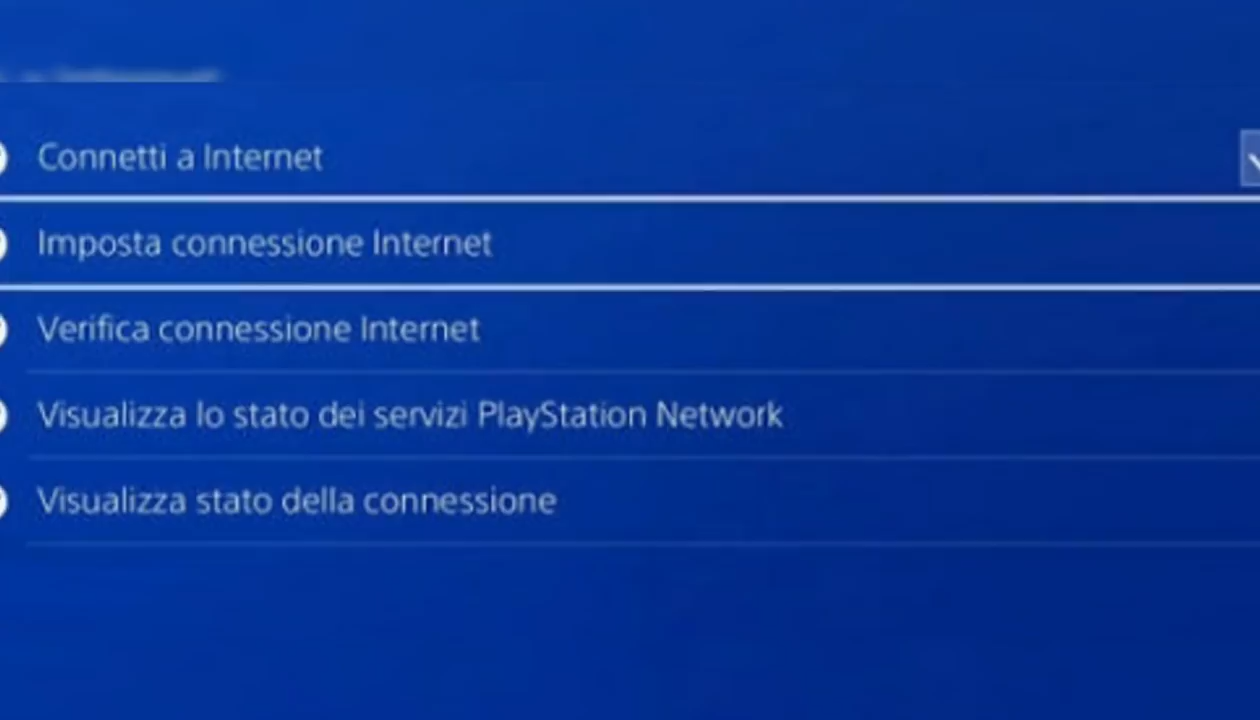 Connetti a Internet
Imposta connessione Internet
Verifica connessione Internet
Visualizza lo stato dei servizi PlayStation Network
Visualizza stato della connessione